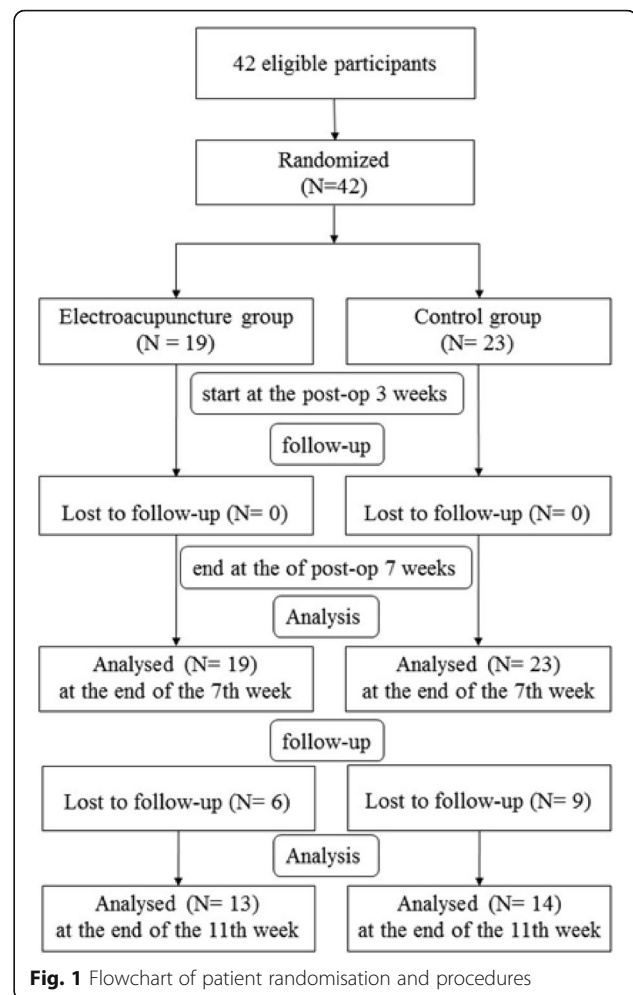 42 eligible participants
Randomized
(N=42)
Electroacupuncture group
(N = 19)
Control group
(N= 23)
start at the post-op 3 weeks
follow-up
Lost to follow-up (N= 0)
Lost to follow-up (N= 0)
end at the of post-op 7 weeks
Analysis
Analysed (N= 19)
at the end of the 7th week
Analysed (N= 23)
at the end of the 7th week
follow-up
Lost to follow-up (N= 6)
Lost to follow-up (N= 9)
Analysis
Analysed (N= 13)
at the end of the 11th week
Analysed (N= 14)
at the end of the 11th week
Fig. 1 Flowchart of patient randomisation and procedures